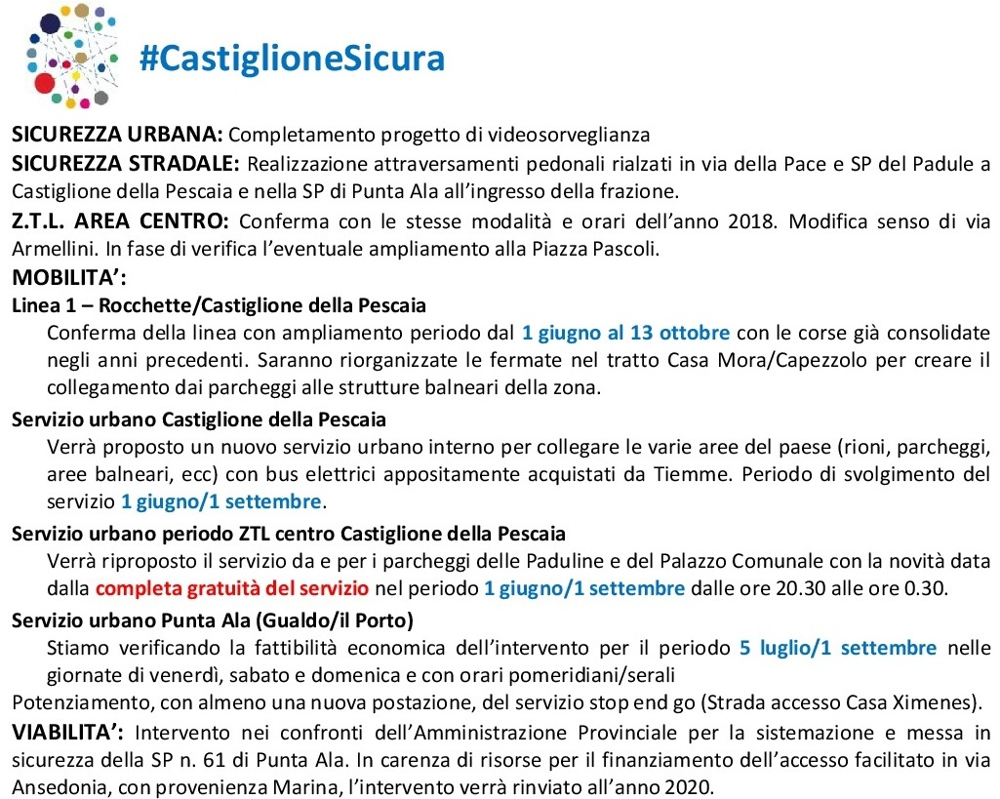 #CastiglioneSicura
SICUREZZA URBANA: Completamento progetto di videosorveglianza
SICUREZZA STRADALE: Realizzazione attraversamenti pedonali rialzati in via della Pace e SP del Padule a
Castiglione della Pescaia e nella SP di Punta Ala all’ingresso della frazione.
Z.T.L. AREA CENTRO: Conferma con le stesse modalità e orari dell’anno 2018. Modifica senso di via
Armellini. In fase di verifica l’eventuale ampliamento alla Piazza Pascoli.
MOBILITA’:
Linea 1 – Rocchette/Castiglione della Pescaia
Conferma della linea con ampliamento periodo dal 1 giugno al 13 ottobre con le corse già consolidate
negli anni precedenti. Saranno riorganizzate le fermate nel tratto Casa Mora/Capezzolo per creare il
collegamento dai parcheggi alle strutture balneari della zona.
Servizio urbano Castiglione della Pescaia
Verrà proposto un nuovo servizio urbano interno per collegare le varie aree del paese (rioni, parcheggi,
aree balneari, ecc) con bus elettrici appositamente acquistati da Tiemme. Periodo di svolgimento del
servizio 1 giugno/1 settembre.
Servizio urbano periodo ZTL centro Castiglione della Pescaia
Verrà riproposto il servizio da e per i parcheggi delle Paduline e del Palazzo Comunale con la novità data
dalla completa gratuità del servizio nel periodo 1 giugno/1 settembre dalle ore 20.30 alle ore 0.30.
Servizio urbano Punta Ala (Gualdo/il Porto)
Stiamo verificando la fattibilità economica dell’intervento per il periodo 5 luglio/1 settembre nelle
giornate di venerdì, sabato e domenica e con orari pomeridiani/serali
Potenziamento, con almeno una nuova postazione, del servizio stop end go (Strada accesso Casa Ximenes).
VIABILITA’: Intervento nei confronti dell’Amministrazione Provinciale per la sistemazione e messa in
sicurezza della SP n. 61 di Punta Ala. In carenza di risorse per il finanziamento dell’accesso facilitato in via
Ansedonia, con provenienza Marina, l’intervento verrà rinviato all’anno 2020.